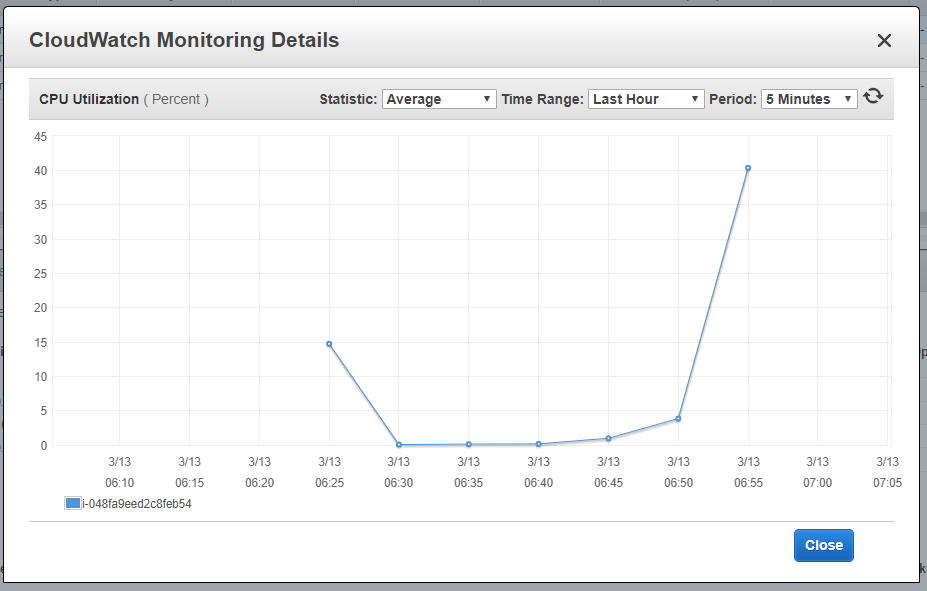 CloudWatch Monitoring Details
CPU Utilization ( Percent )
Statistic: Average Time Range: Last Hour Period: 5 Minutes
45
40
35
30
25
20
15
10
5
0
3/13 3/13 3/13 3/13 3/13 3/13 3/13 3/13 3/13 3/13 3/13 3/13
06:10 06:15 06:20 06:25 06:30 06:35 06:40 06:45 06:50 06:55 07:00 07:05
i-048fa9eed2c8feb54
Close